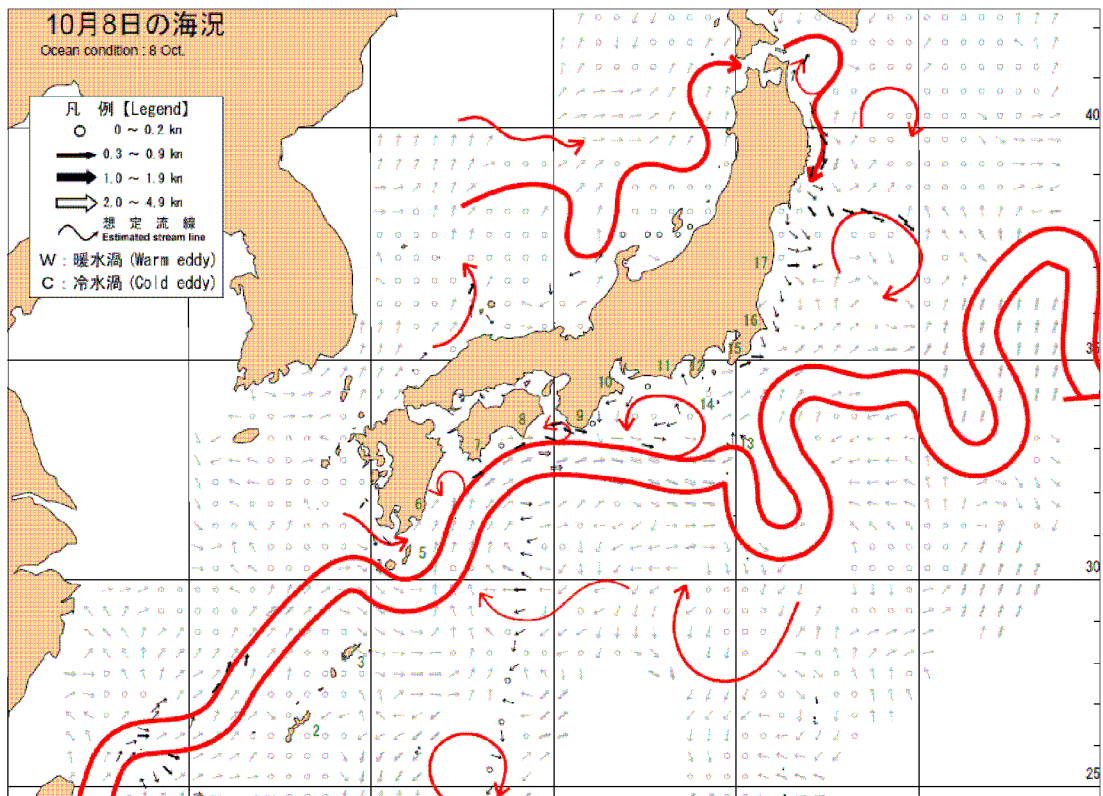 10月8日の海況
Ocean condition : 8 Oct.
凡 例【Legend】
0 ～ 0.2 kn
0.3 ～ 0.9 kn
1.0 ～ 1.9 kn
2.0 ～ 4.9 kn
想 定 流 線
Estimated stream line
W : 暖水渦 (Warm eddy)
C : 冷水渦 (Cold eddy)
40
17
16
15
35
12
11
10
14
9
8
7
13
6
5
30
3
2
25